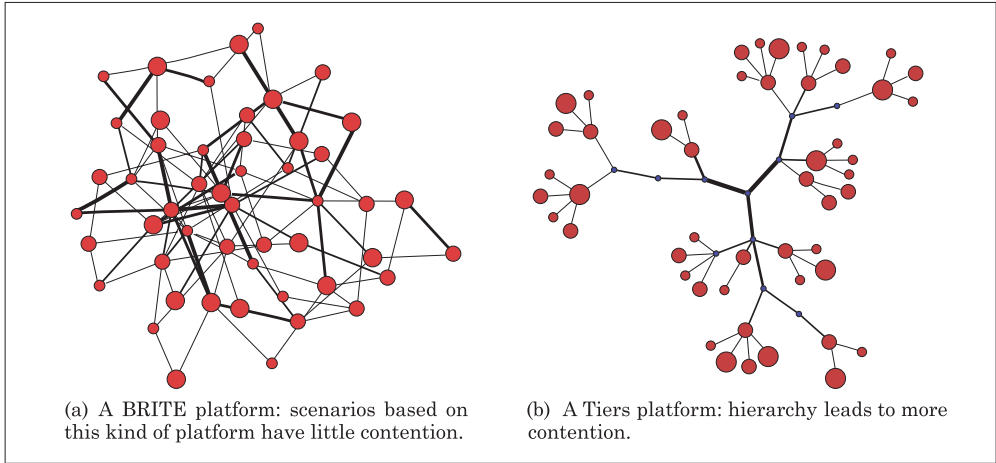 (a) A BRITE platform: scenarios based on
this kind of platform have little contention.
(b) A Tiers platform: hierarchy leads to more
contention.